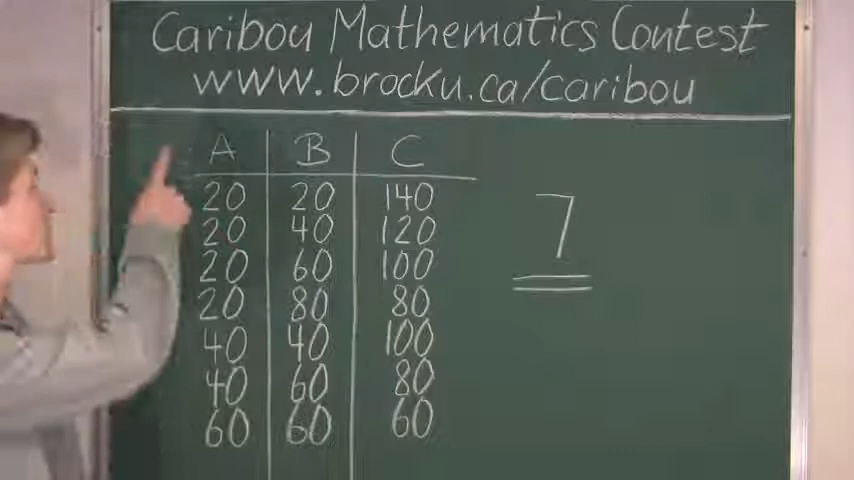 Caribou Mathematics Contest
www.brocku.ca/caribou
A B C
20 20 140
20 40 120
20 60 100
20 80 80
40 40 100
40 60 80
60 60 60
7